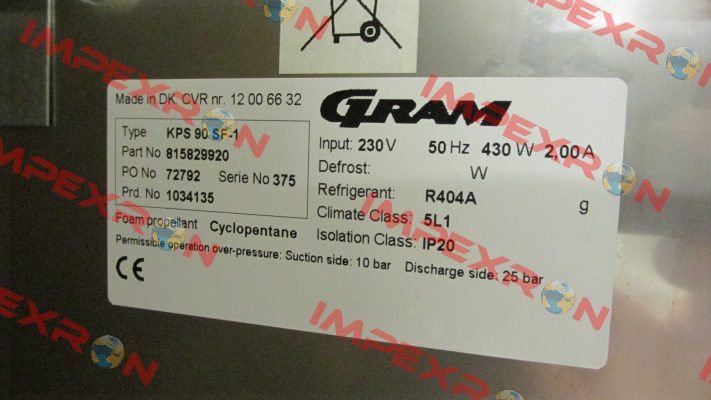 Made in DK. CVR nr. 12 00 66 32
GRAM
Type KPS 90 SF-1
Part No 815829920
PO No 72792 Serie No 375
Prd. No 1034135
Input: 230 V 50 Hz 430 W 2,00 A
Defrost: W
Refrigerant: R404A g
Climate Class: 5L1
Isolation Class: IP20
Foam propellant Cyclopentane
Permissible operation over-pressure: Suction side: 10 bar Discharge side: 25 bar
CE
IMPEXRON
IMPEXRON
IMPEXRON
IMPEXRON
IMPEXRON
IMPEXRON